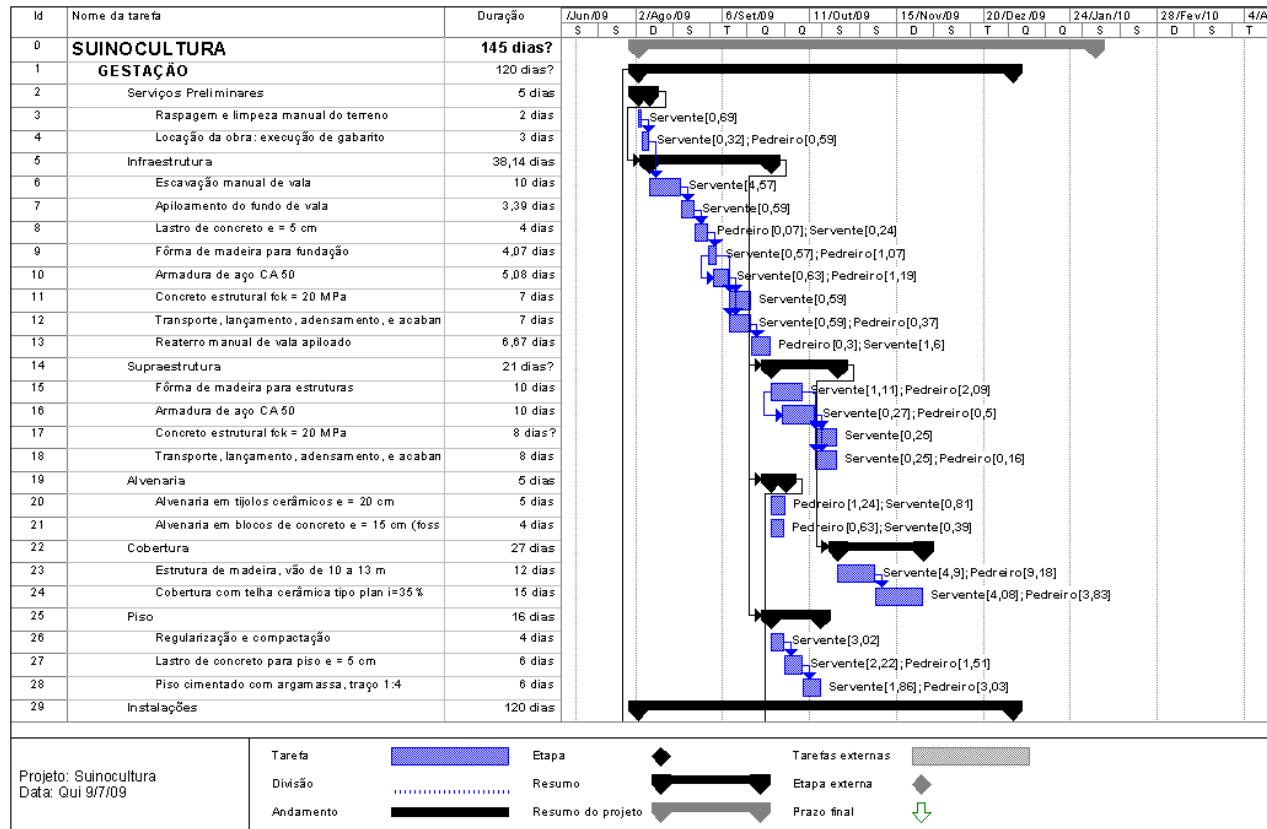 Id Nome da tarefa Duração /Jun/09 2/Ago/09 6/Set/09 11/Out/09 15/Nov/09 20/Dez/09 24/Jan/10 28/Fev/10 4/A
S S D S T Q Q S S D S T Q Q S S D S T
0 SUINOCULTURA 145 dias?
1 GESTAÇÃO 120 dias?
2 Serviços Preliminares 5 dias
3 Raspagem e limpeza manual do terreno 2 dias Servente[0,69]
4 Locação da obra: execução de gabarito 3 dias Servente[0,32];Pedreiro[0,59]
5 Infraestrutura 38,14 dias
6 Escavação manual de vala 10 dias Servente[4,57]
7 Apiloamento do fundo de vala 3,39 dias Servente[0,59]
8 Lastro de concreto e = 5 cm 4 dias Pedreiro[0,07];Servente[0,24]
9 Fôrma de madeira para fundação 4,07 dias Servente[0,57];Pedreiro[1,07]
10 Armadura de aço CA 50 5,08 dias Servente[0,63];Pedreiro[1,19]
11 Concreto estrutural fck = 20 MPa 7 dias Servente[0,59]
12 Transporte, lançamento, adensamento, e acaban 7 dias Servente[0,59];Pedreiro[0,37]
13 Reaterro manual de vala apiloado 6,67 dias Pedreiro[0,3];Servente[1,6]
14 Supraestrutura 21 dias?
15 Fôrma de madeira para estruturas 10 dias Servente[1,11];Pedreiro[2,09]
16 Armadura de aço CA 50 10 dias Servente[0,27];Pedreiro[0,5]
17 Concreto estrutural fck = 20 MPa 8 dias? Servente[0,25]
18 Transporte, lançamento, adensamento, e acaban 8 dias Servente[0,25];Pedreiro[0,16]
19 Alvenaria 5 dias
20 Alvenaria em tijolos cerâmicos e = 20 cm 5 dias Pedreiro[1,24];Servente[0,81]
21 Alvenaria em blocos de concreto e = 15 cm (foss 4 dias Pedreiro[0,63];Servente[0,39]
22 Cobertura 27 dias
23 Estrutura de madeira, vão de 10 a 13 m 12 dias Servente[4,9];Pedreiro[9,18]
24 Cobertura com telha cerâmica tipo plan i=35% 15 dias Servente[4,08];Pedreiro[3,83]
25 Piso 16 dias
26 Regularização e compactação 4 dias Servente[3,02]
27 Lastro de concreto para piso e = 5 cm 6 dias Servente[2,22];Pedreiro[1,51]
28 Piso cimentado com argamassa, traço 1:4 6 dias Servente[1,86];Pedreiro[3,03]
29 Instalações 120 dias
Projeto: Suinocultura
Data: Qui 9/7/09
Tarefa Etapa Tarefas externas
Divisão Resumo Etapa externa
Andamento Resumo do projeto Prazo final